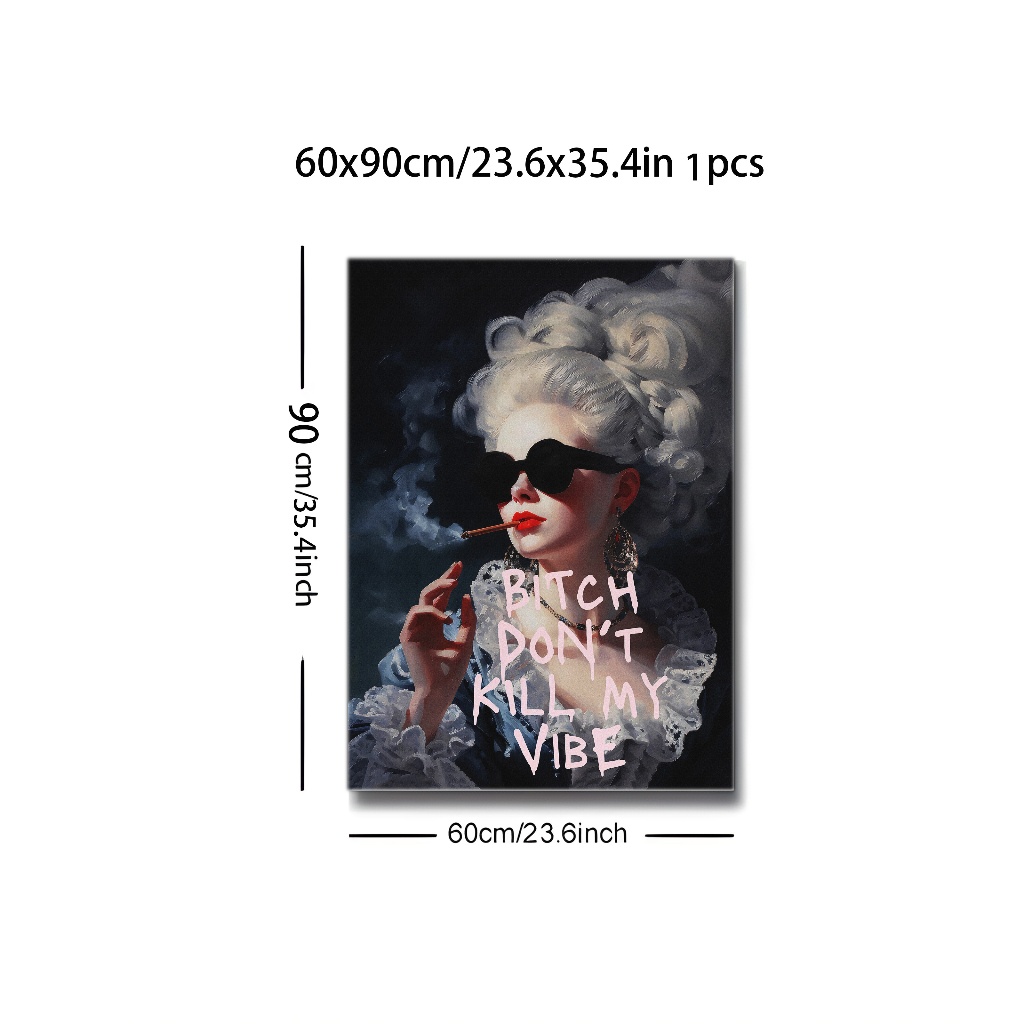 60x90cm/23.6x35.4in 1pcs
90 cm/35.4inch
BITCH
DON'T
KILL MY
VIBE
60cm/23.6inch